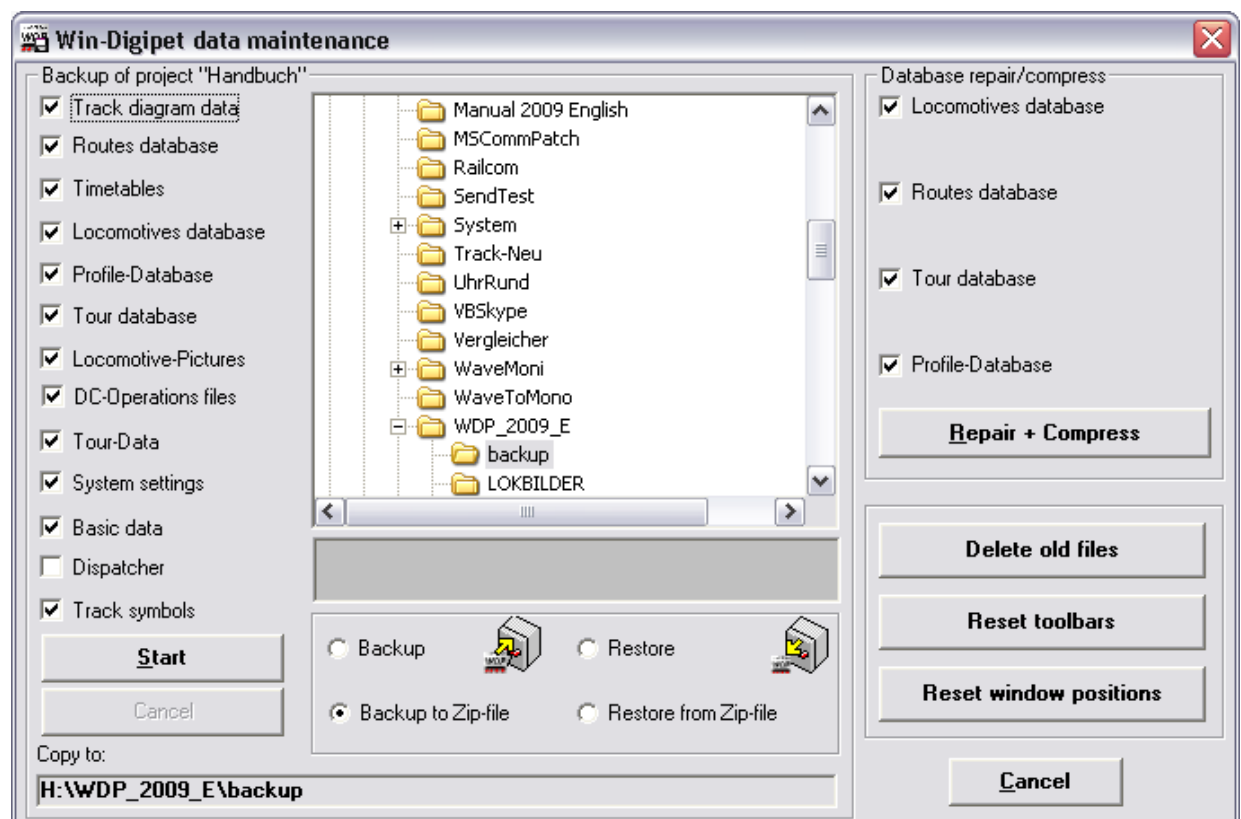 Win-Digipet data maintenance
Backup of project "Handbuch"
Track diagram data
Routes database
Timetables
Locomotives database
Profile-Database
Tour database
Locomotive-Pictures
DC-Operations files
Tour-Data
System settings
Basic data
Dispatcher
Track symbols
Start
Cancel
Manual 2009 English
MSCommPatch
Railcom
SendTest
System
Track-Neu
UhrRund
VBSkype
Vergleicher
WaveMoni
WaveToMono
WDP_2009_E
backup
LOKBILDER
Backup
Restore
Backup to Zip-file
Restore from Zip-file
Copy to:
H:\WDP_2009_E\backup
Database repair/compress
Locomotives database
Routes database
Tour database
Profile-Database
Repair + Compress
Delete old files
Reset toolbars
Reset window positions
Cancel